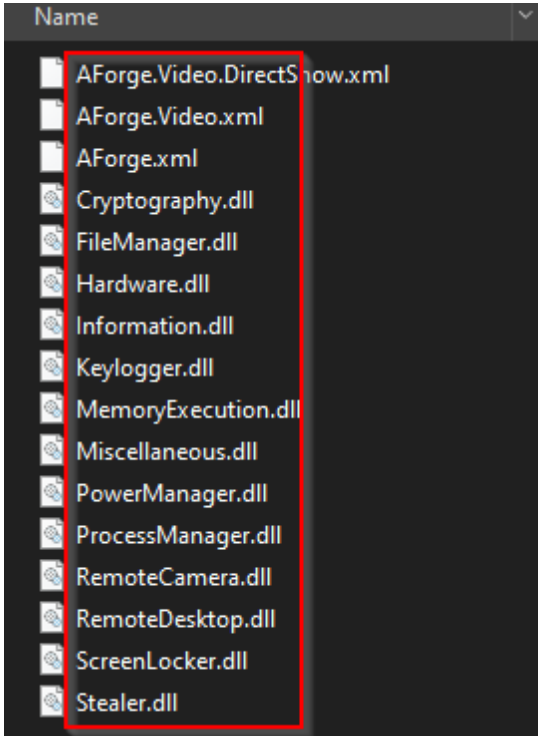 Name
AForge.Video.DirectShow.xml
AForge.Video.xml
AForge.xml
Cryptography.dll
FileManager.dll
Hardware.dll
Information.dll
Keylogger.dll
MemoryExecution.dll
Miscellaneous.dll
PowerManager.dll
ProcessManager.dll
RemoteCamera.dll
RemoteDesktop.dll
ScreenLocker.dll
Stealer.dll